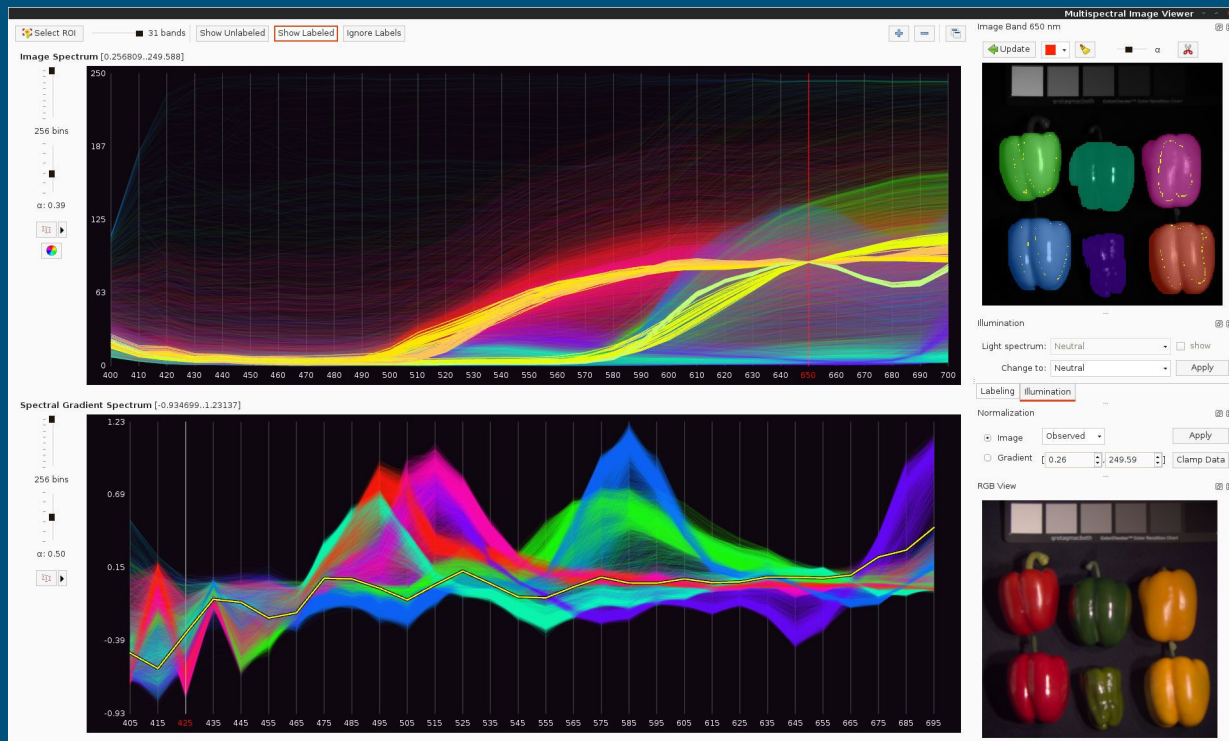 Multispectral Image Viewer
Select ROI 31 bands Show Unlabeled Show Labeled Ignore Labels
Image Spectrum [0.256809..249.588]
256 bins
α: 0.39
250
187
125
63
0
400 410 420 430 440 450 460 470 480 490 500 510 520 530 540 550 560 570 580 590 600 610 620 630 640 650 660 670 680 690 700
Spectral Gradient Spectrum [-0.934699..1.23137]
256 bins
α: 0.50
1.23
0.69
0.15
-0.39
-0.93
405 415 425 435 445 455 465 475 485 495 505 515 525 535 545 555 565 575 585 595 605 615 625 635 645 655 665 675 685 695
Image Band 650 nm
Update α
Illumination
Light spectrum: Neutral show
Change to: Neutral Apply
Labeling Illumination
Normalization
Image Observed Apply
Gradient [ 0.26 , 249.59 ] Clamp Data
RGB View